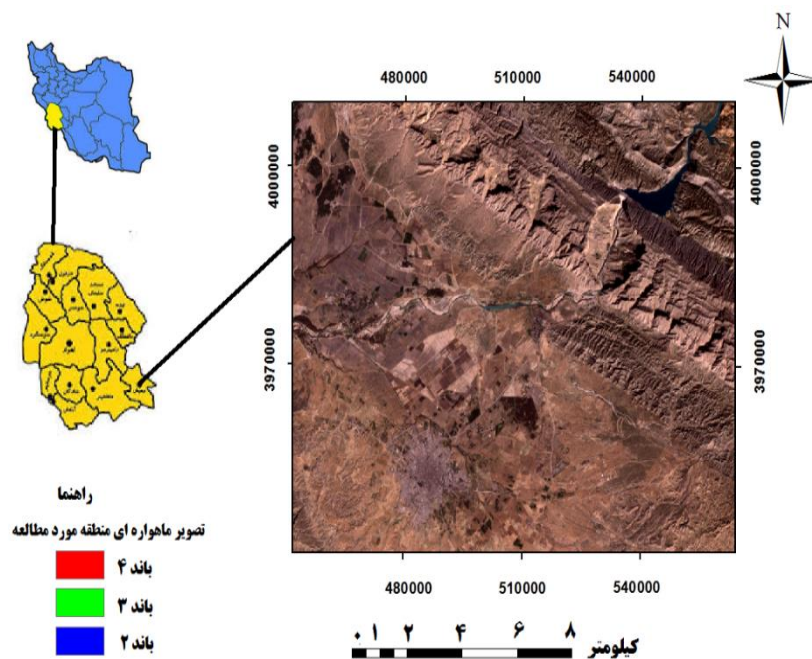 N
480000 510000 540000
4000000
4000000
3970000
3970000
480000 510000 540000
راهنما
تصویر ماهواره ای منطقه مورد مطالعه
باند ۴
باند ۳
باند ۲
۰ ۱ ۲ ۴ ۶ ۸ کیلومتر